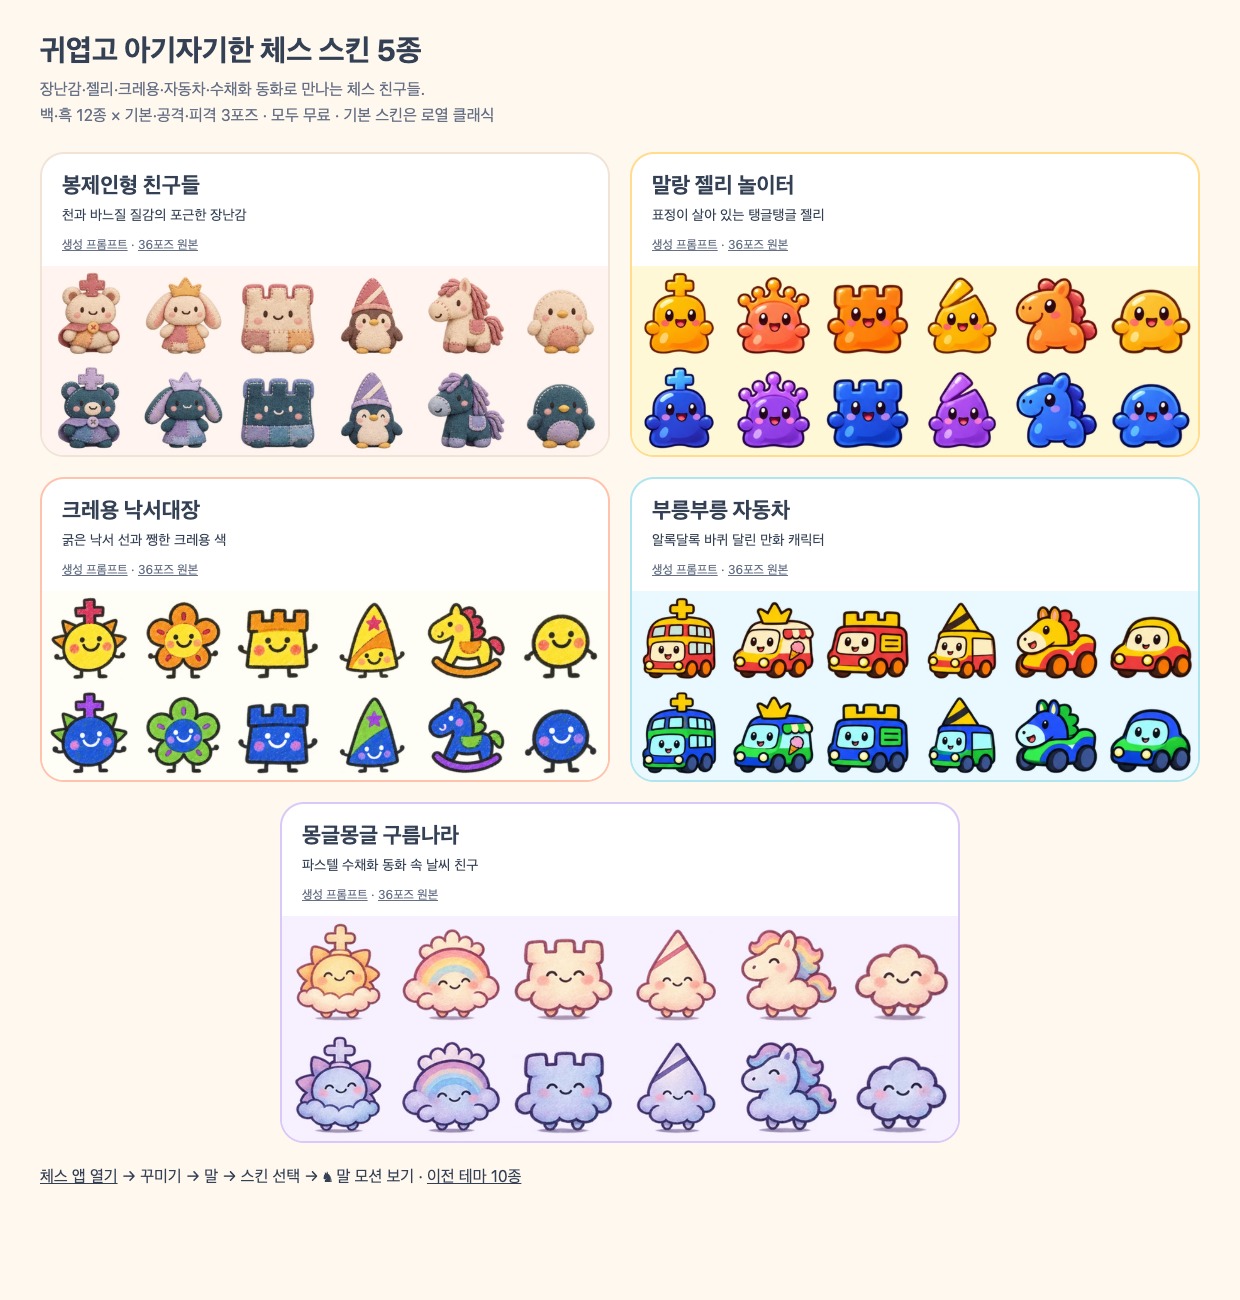 귀엽고 아기자기한 체스 스킨 5종
장난감·젤리·크레용·자동차·수채화 동화로 만나는 체스 친구들.
백·흑 12종 × 기본·공격·피격 3포즈 · 모두 무료 · 기본 스킨은 로열 클래식
봉제인형 친구들
천과 바느질 질감의 포근한 장난감
생성 프롬프트 · 36포즈 원본
말랑 젤리 놀이터
표정이 살아 있는 탱글탱글 젤리
생성 프롬프트 · 36포즈 원본
크레용 낙서대장
굵은 낙서 선과 쨍한 크레용 색
생성 프롬프트 · 36포즈 원본
부릉부릉 자동차
알록달록 바퀴 달린 만화 캐릭터
생성 프롬프트 · 36포즈 원본
몽글몽글 구름나라
파스텔 수채화 동화 속 날씨 친구
생성 프롬프트 · 36포즈 원본
체스 앱 열기 → 꾸미기 → 말 → 스킨 선택 → ♞ 말 모션 보기 · 이전 테마 10종